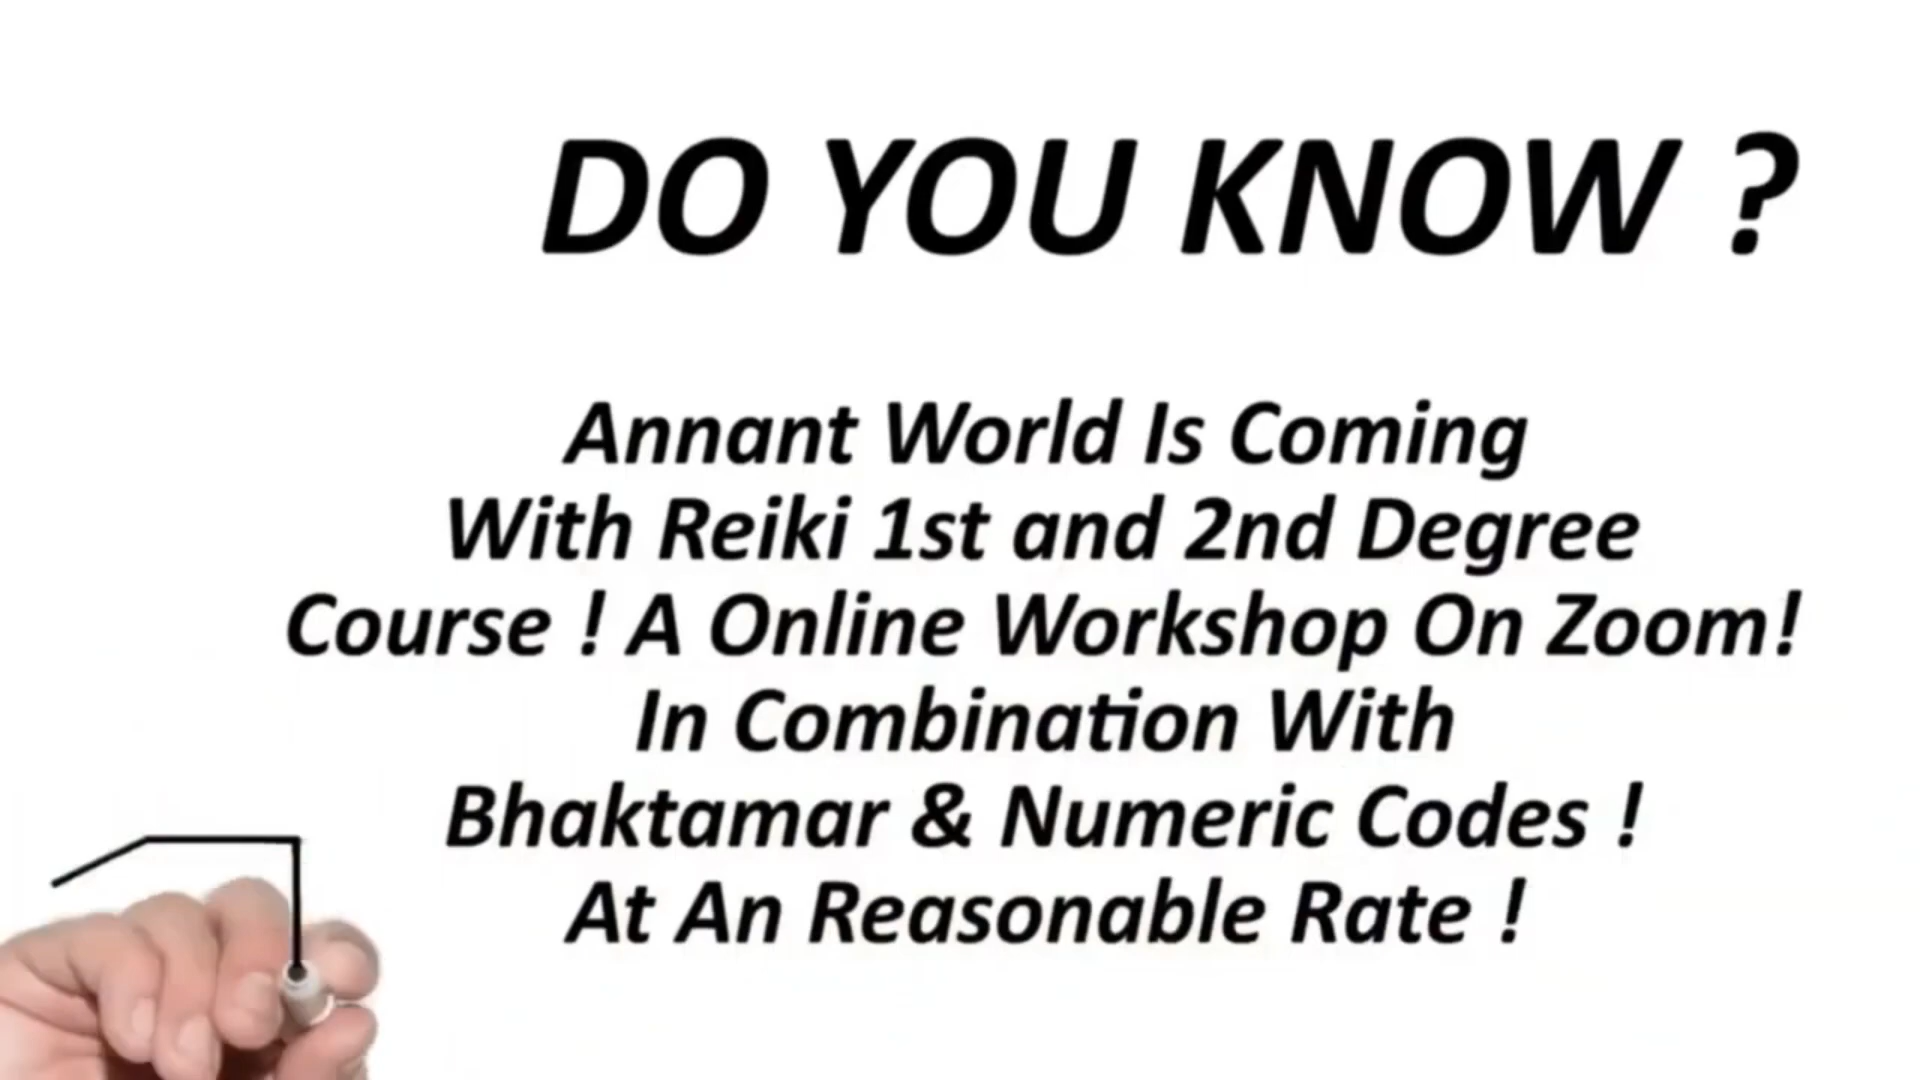 DO YOU KNOW ?
Annant World Is Coming
With Reiki 1st and 2nd Degree
Course ! A Online Workshop On Zoom!
In Combination With
Bhaktamar & Numeric Codes !
At An Reasonable Rate !